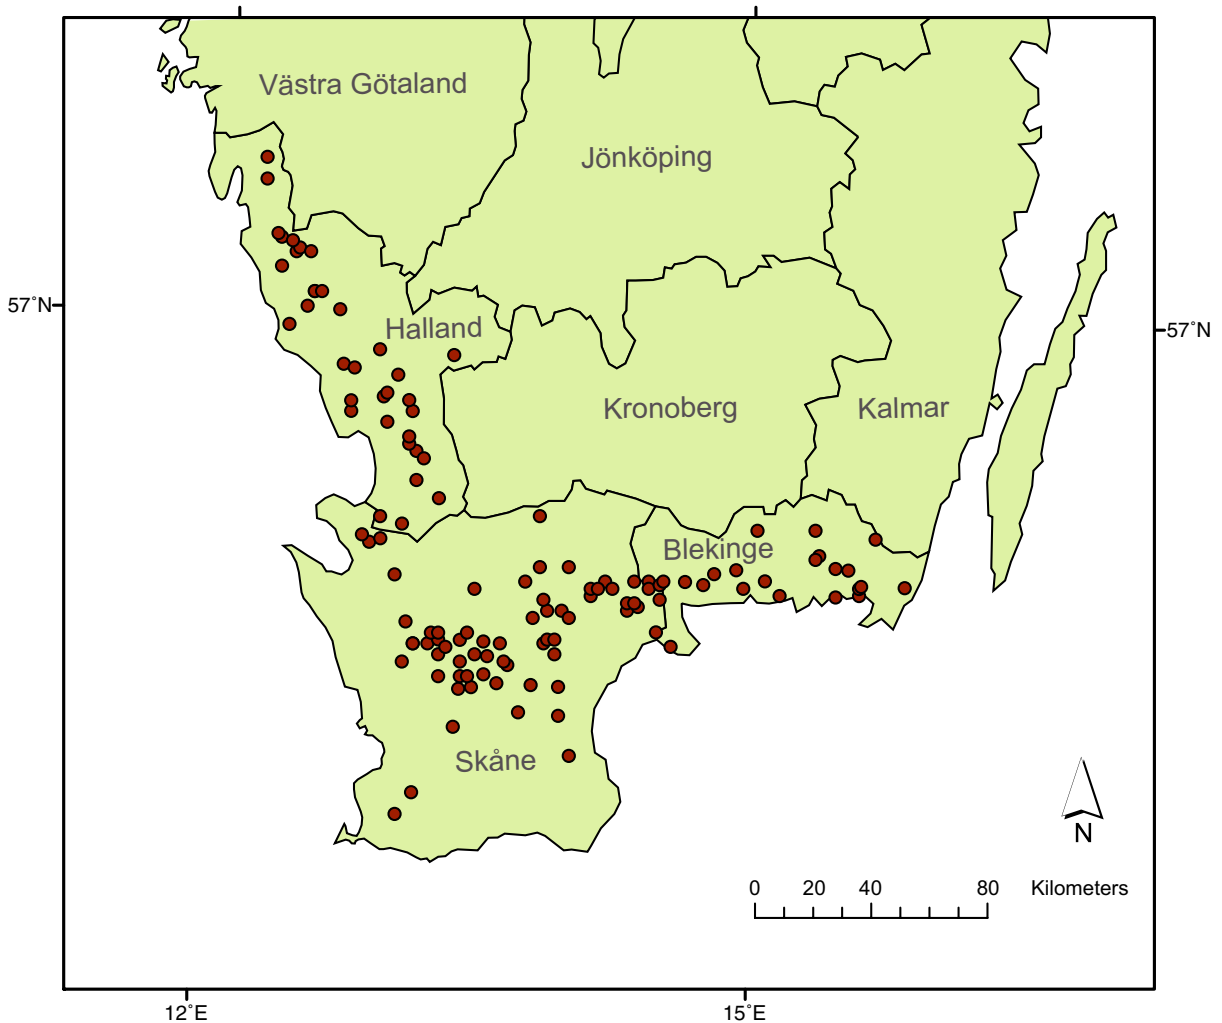 Västra Götaland
Jönköping
57°N
Halland
57°N
Kronoberg
Kalmar
Blekinge
Skåne
N
0 20 40 80 Kilometers
12°E 15°E